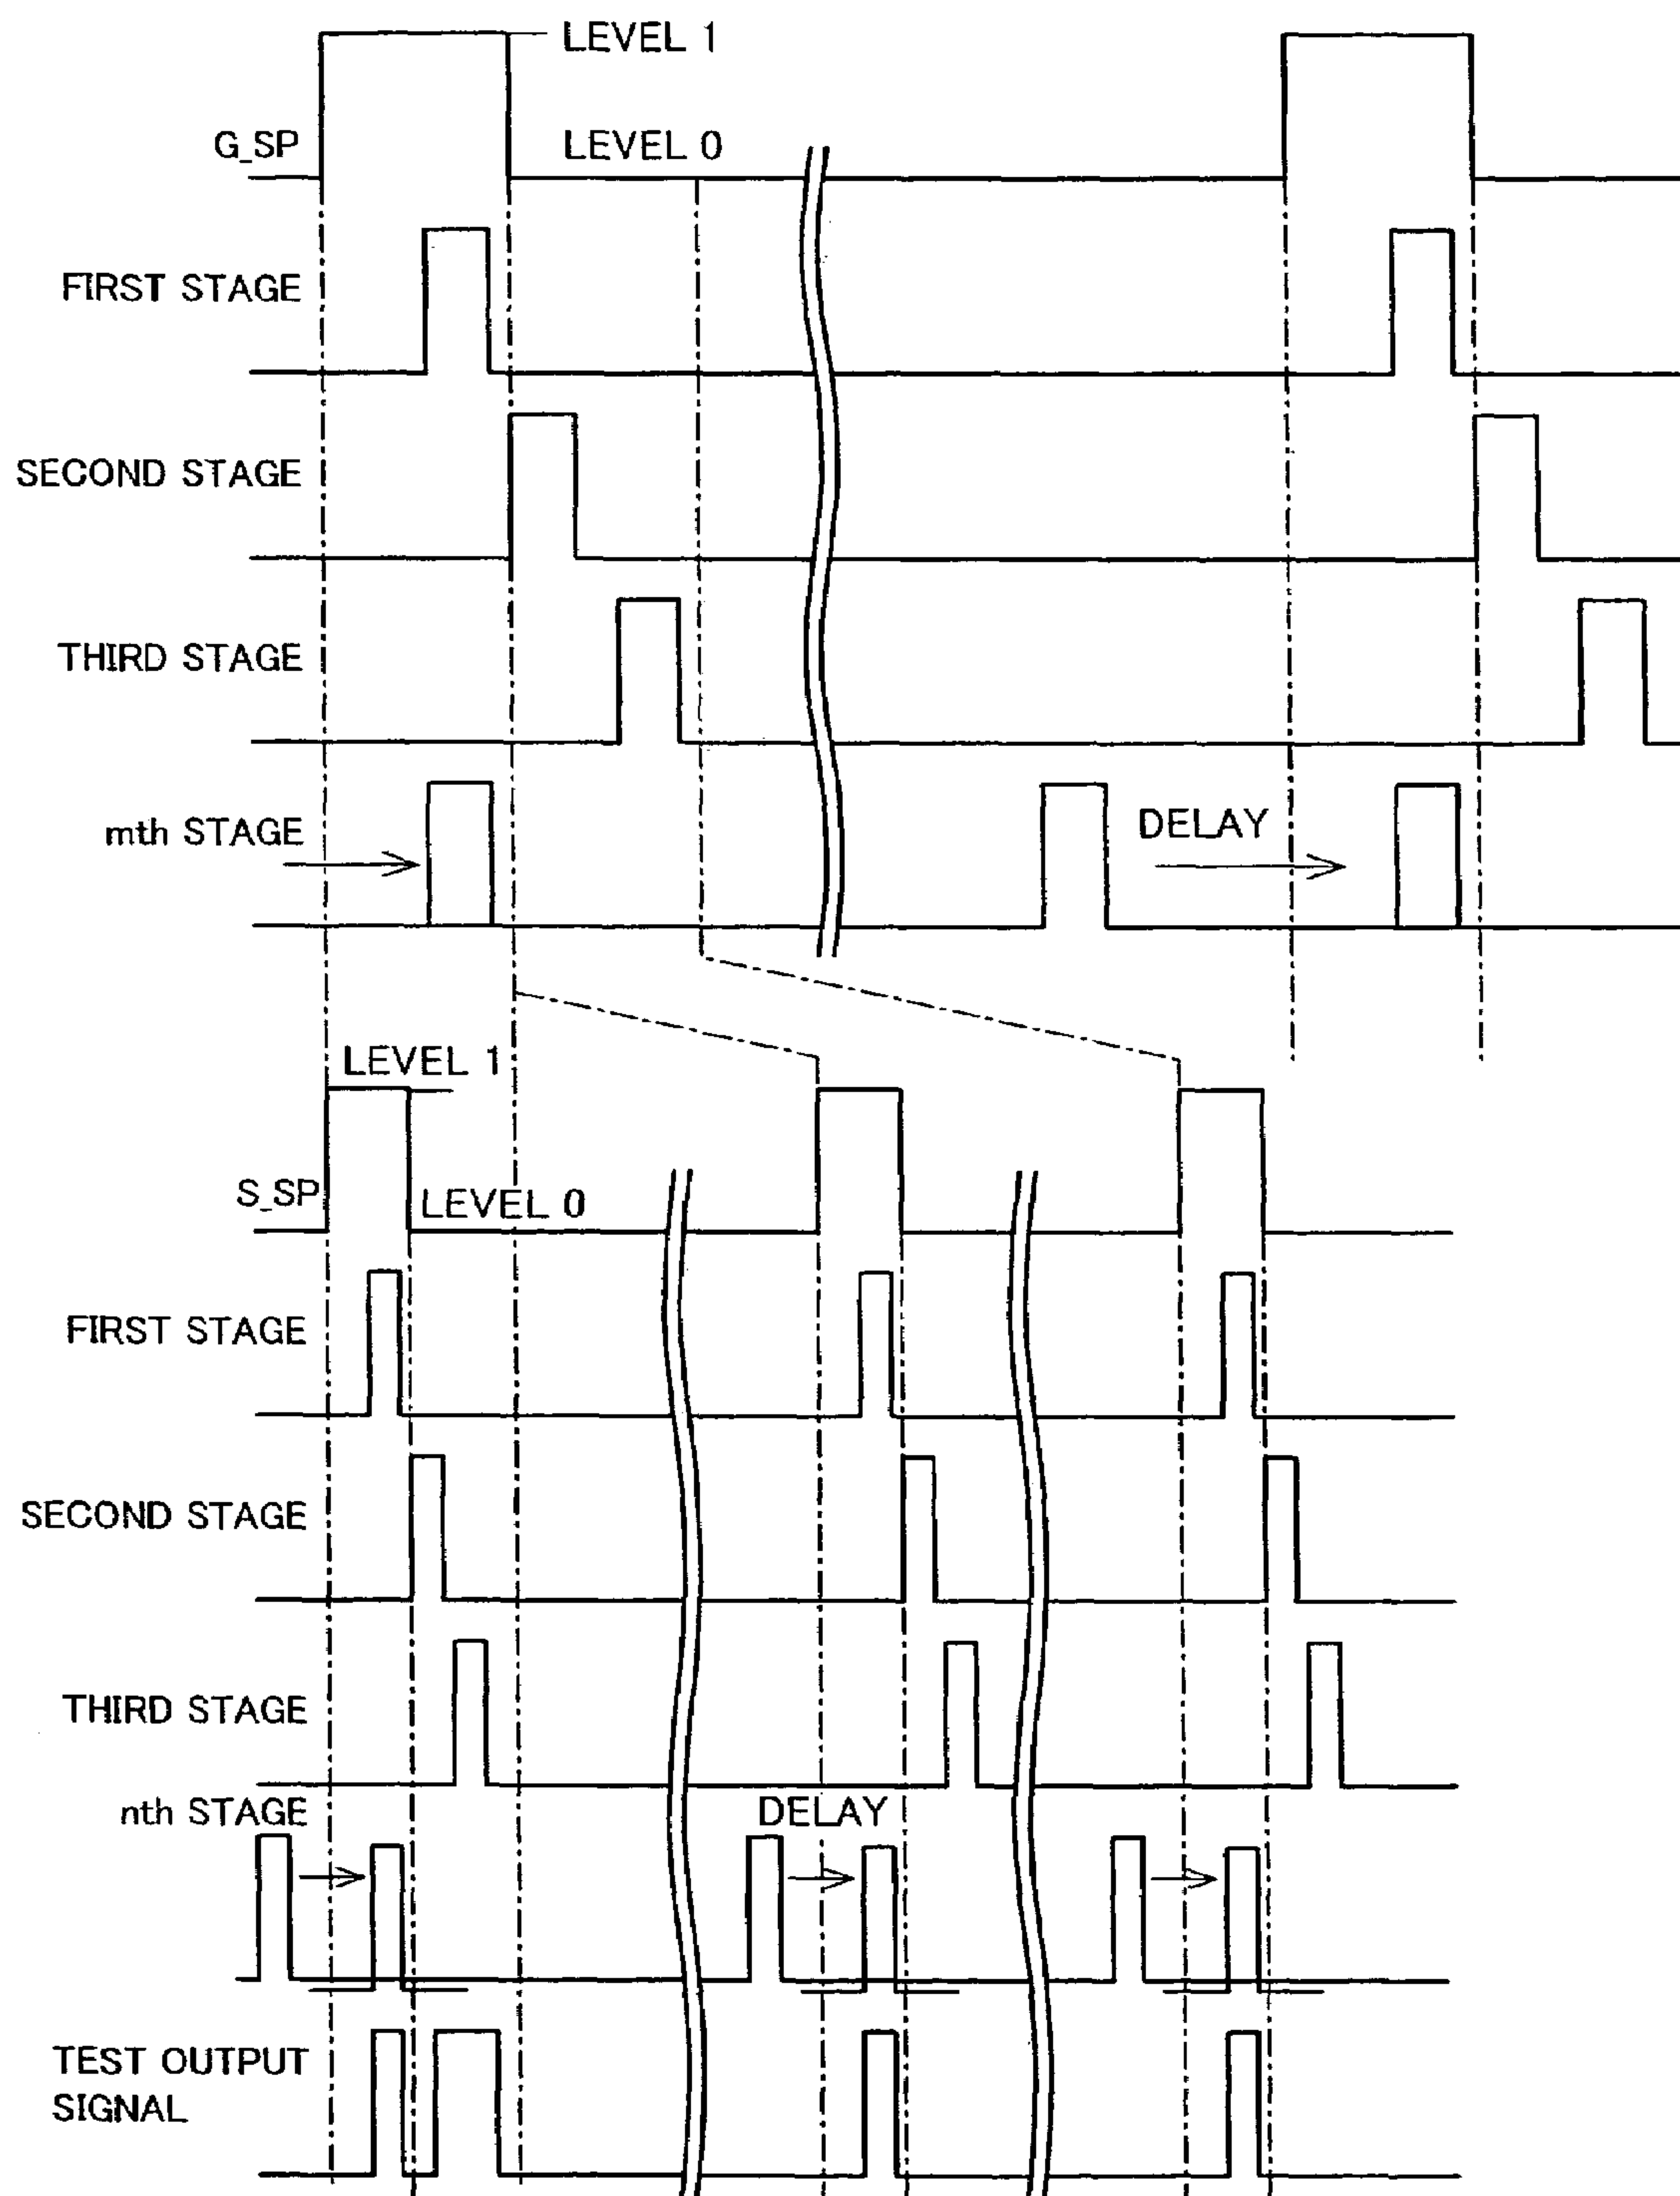 LEVEL 1
G_SP
LEVEL 0
FIRST STAGE
SECOND STAGE
THIRD STAGE
mth STAGE
DELAY
LEVEL 1
S_SP
LEVEL 0
FIRST STAGE
SECOND STAGE
THIRD STAGE
nth STAGE
DELAY
TEST OUTPUT
SIGNAL